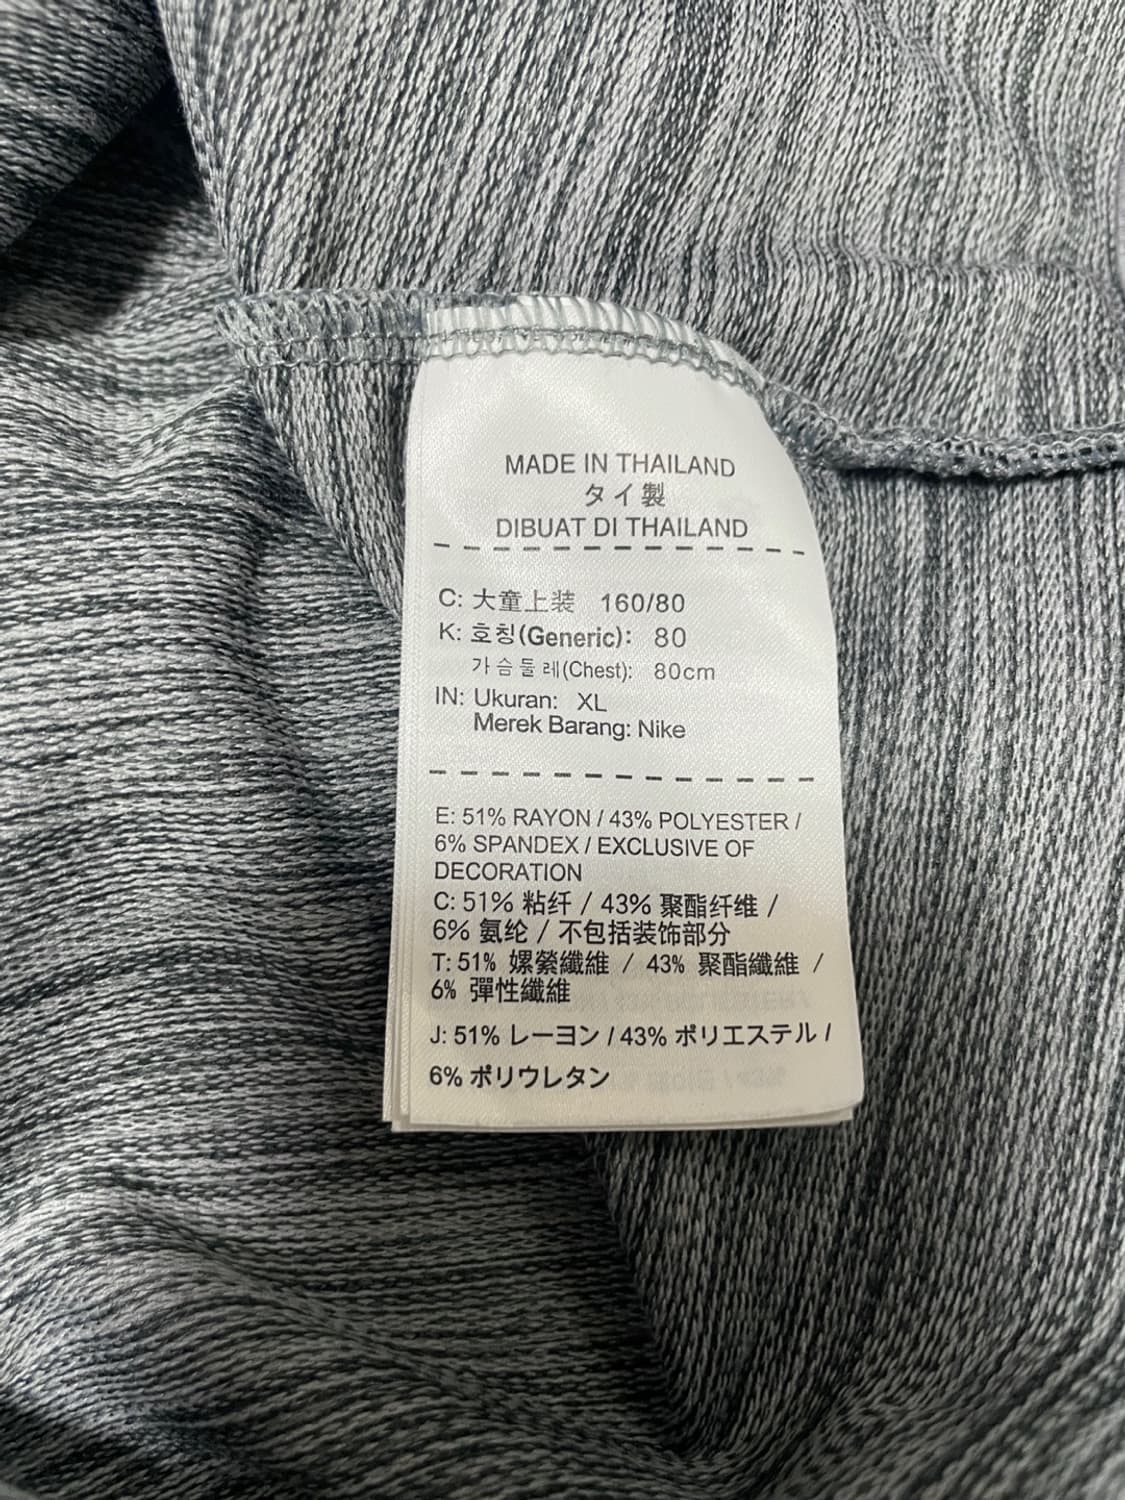 MADE IN THAILAND
タイ製
DIBUAT DI THAILAND
C: 大童上装 160/80
K: 호칭(Generic): 80
가슴둘레(Chest): 80cm
IN: Ukuran: XL
Merek Barang: Nike
E: 51% RAYON / 43% POLYESTER /
6% SPANDEX / EXCLUSIVE OF
DECORATION
C: 51% 粘纤 / 43% 聚酯纤维 /
6% 氨纶 / 不包括装饰部分
T: 51% 嫘縈纖維 / 43% 聚酯纖維 /
6% 彈性纖維
J: 51% レーヨン / 43% ポリエステル /
6% ポリウレタン